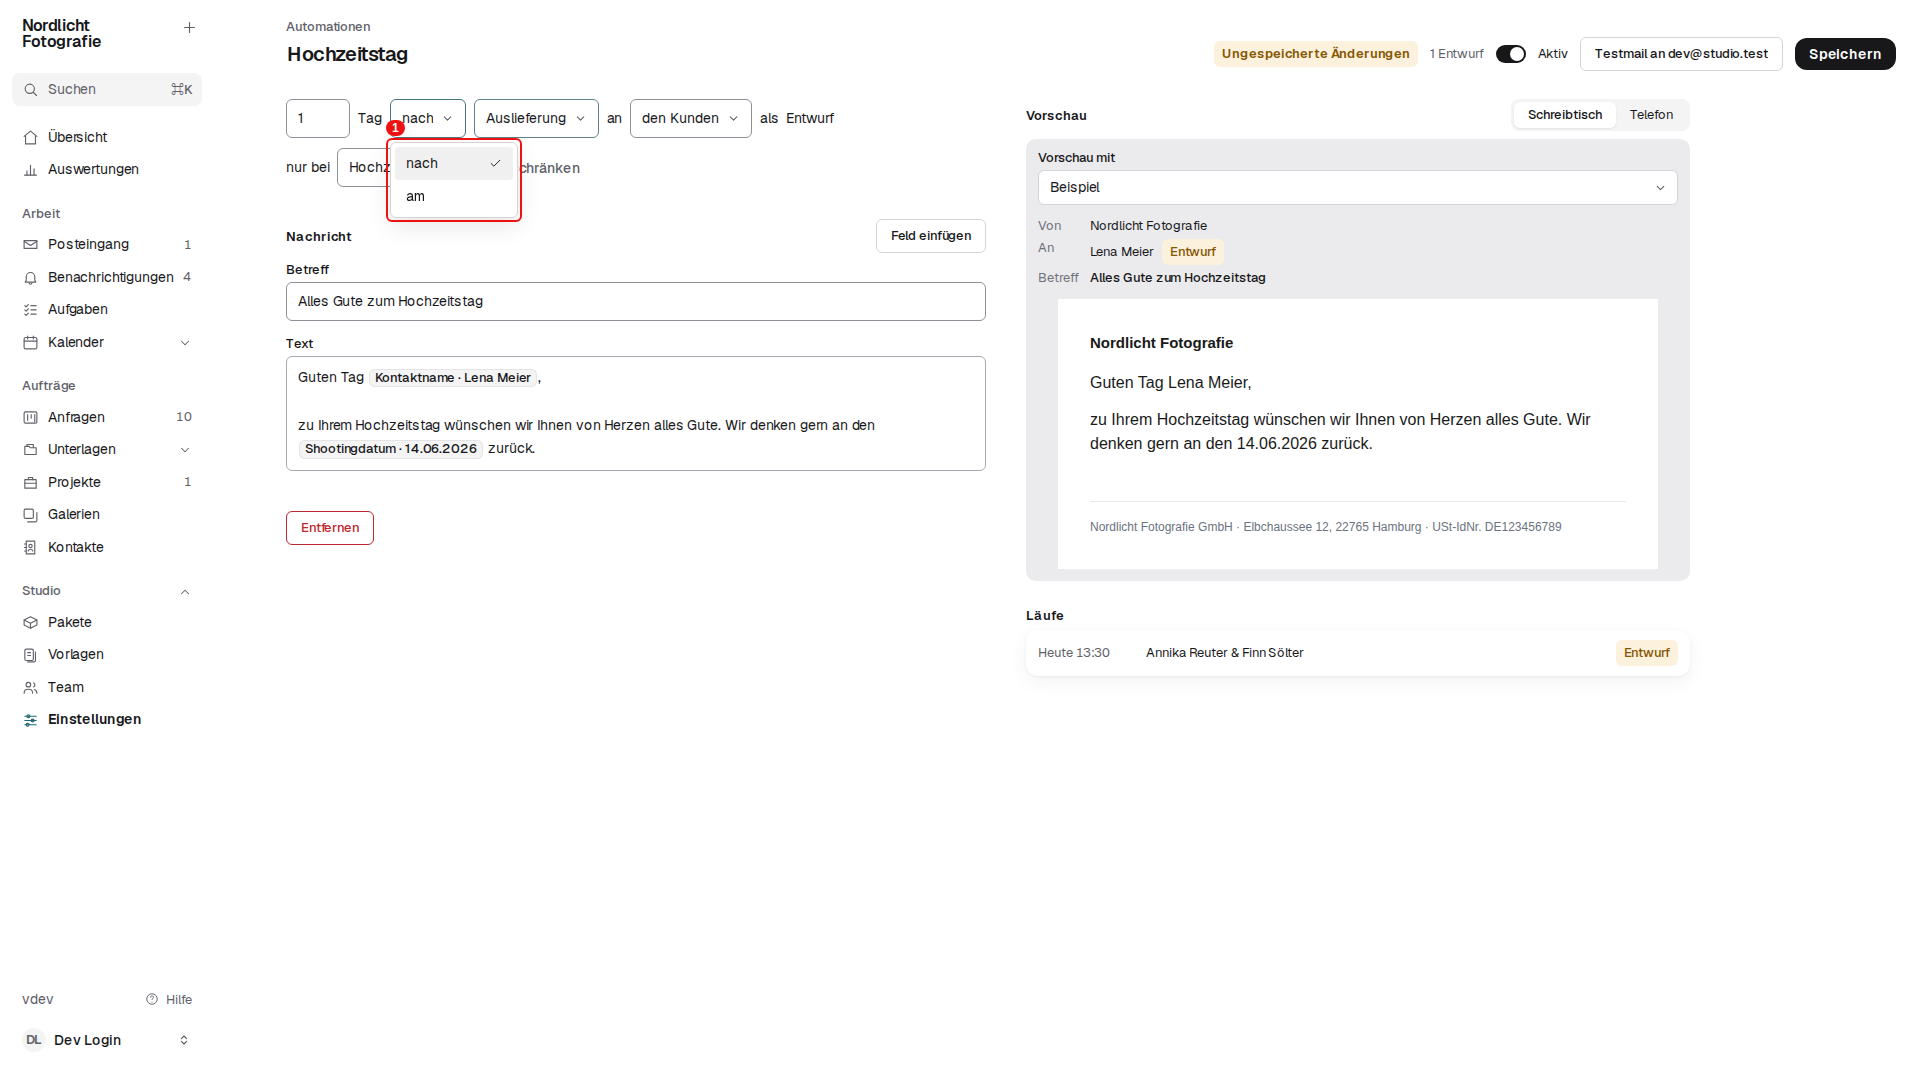 Nordlicht
Fotografie
Suchen ⌘K
Übersicht
Auswertungen
Arbeit
Posteingang 1
Benachrichtigungen 4
Aufgaben
Kalender
Aufträge
Anfragen 10
Unterlagen
Projekte 1
Galerien
Kontakte
Studio
Pakete
Vorlagen
Team
Einstellungen
vdev Hilfe
DL Dev Login
Automationen
Hochzeitstag
Ungespeicherte Änderungen 1 Entwurf Aktiv Testmail an dev@studio.test Speichern
1 Tag nach Auslieferung an den Kunden als Entwurf
1
nur bei Hochz chränken
nach
am
Nachricht Feld einfügen
Betreff
Alles Gute zum Hochzeitstag
Text
Guten Tag Kontaktname · Lena Meier,
zu Ihrem Hochzeitstag wünschen wir Ihnen von Herzen alles Gute. Wir denken gern an den
Shootingdatum · 14.06.2026 zurück.
Entfernen
Vorschau Schreibtisch Telefon
Vorschau mit
Beispiel
Von Nordlicht Fotografie
An Lena Meier Entwurf
Betreff Alles Gute zum Hochzeitstag
Nordlicht Fotografie
Guten Tag Lena Meier,
zu Ihrem Hochzeitstag wünschen wir Ihnen von Herzen alles Gute. Wir
denken gern an den 14.06.2026 zurück.
Nordlicht Fotografie GmbH · Elbchaussee 12, 22765 Hamburg · USt-IdNr. DE123456789
Läufe
Heute 13:30 Annika Reuter & Finn Sölter Entwurf